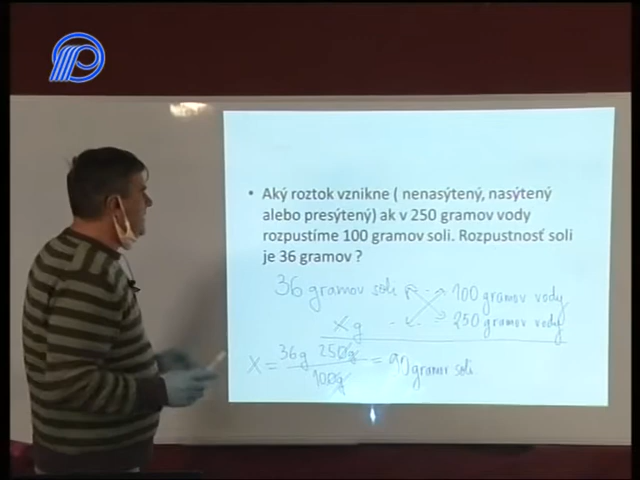 • Aký roztok vznikne ( nenasýtený, nasýtený
alebo presýtený) ak v 250 gramov vody
rozpustíme 100 gramov soli. Rozpustnosť soli
je 36 gramov ?
36 gramov soli - - 100 gramov vody
X g - - - 250 gramov vody
X = 36g 250g / 100g = 90 gramov soli